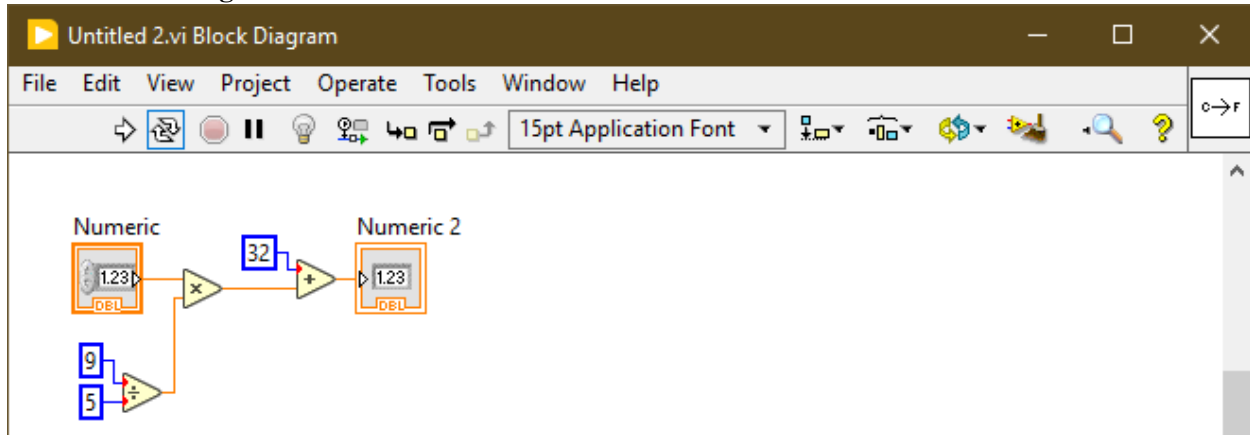 Untitled 2.vi Block Diagram
File Edit View Project Operate Tools Window Help
15pt Application Font
C→F
Numeric
Numeric 2
32
1.23
DBL
×
+
1.23
DBL
9
5
÷